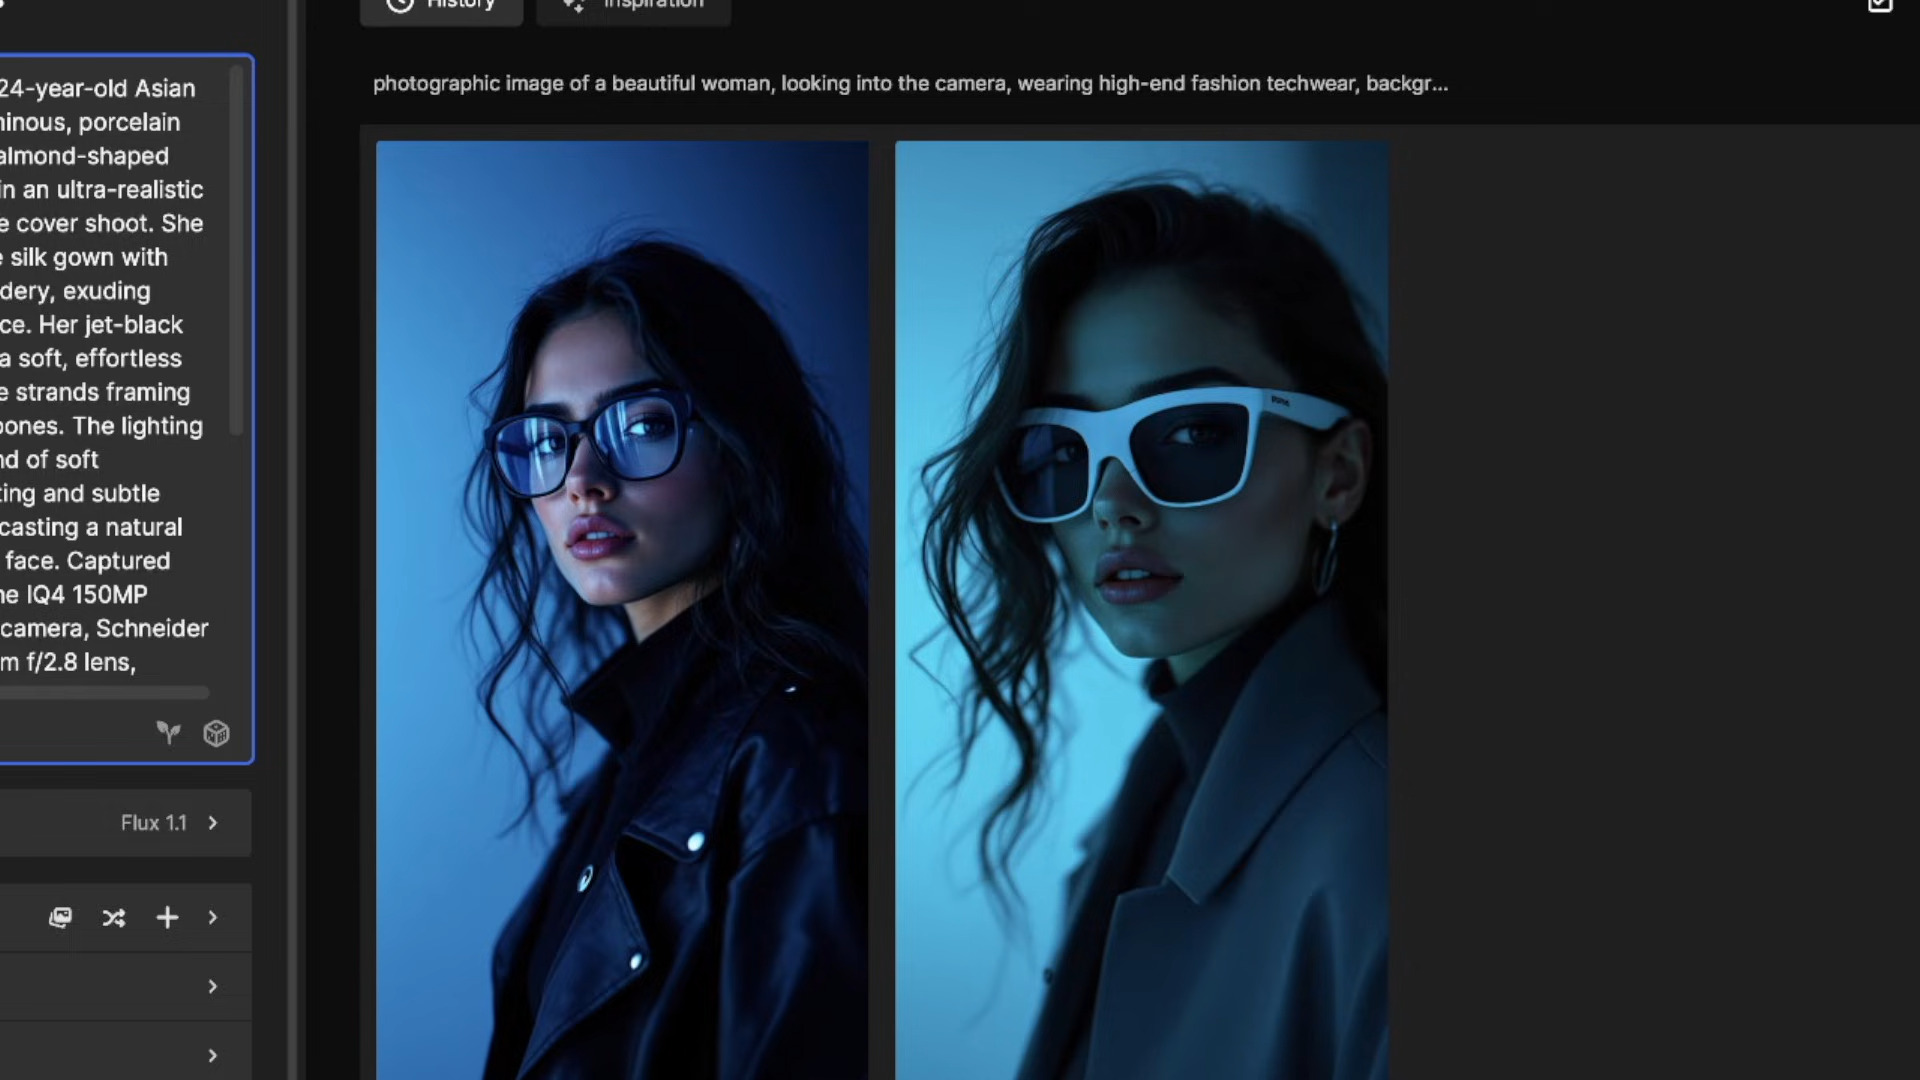 History
Inspiration
24-year-old Asian
ninous, porcelain
almond-shaped
in an ultra-realistic
e cover shoot. She
e silk gown with
dery, exuding
ce. Her jet-black
a soft, effortless
e strands framing
bones. The lighting
nd of soft
ting and subtle
casting a natural
face. Captured
ne IQ4 150MP
camera, Schneider
m f/2.8 lens,
Flux 1.1
photographic image of a beautiful woman, looking into the camera, wearing high-end fashion techwear, backgr...